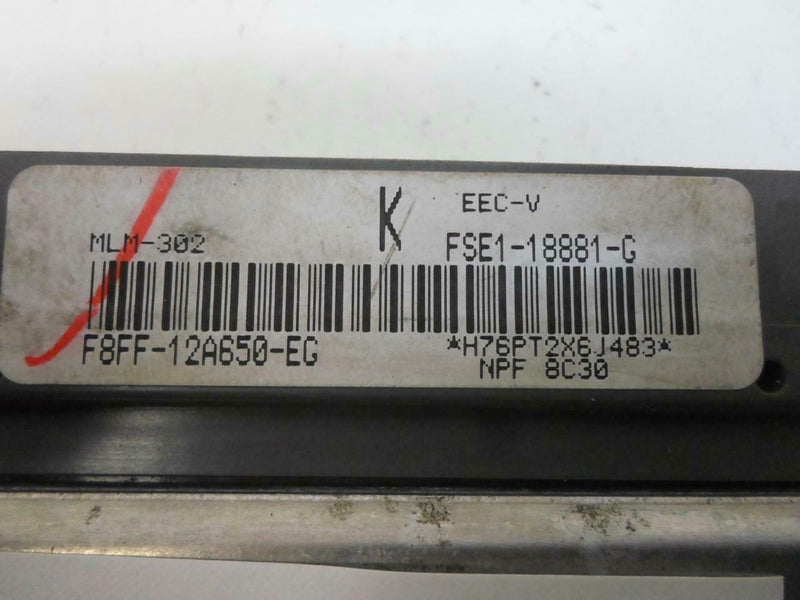 K
EEC-V
MLM-302
FSE1-18881-G
F8FF-12A650-EG
*H76PT2X6J483*
NPF 8C30